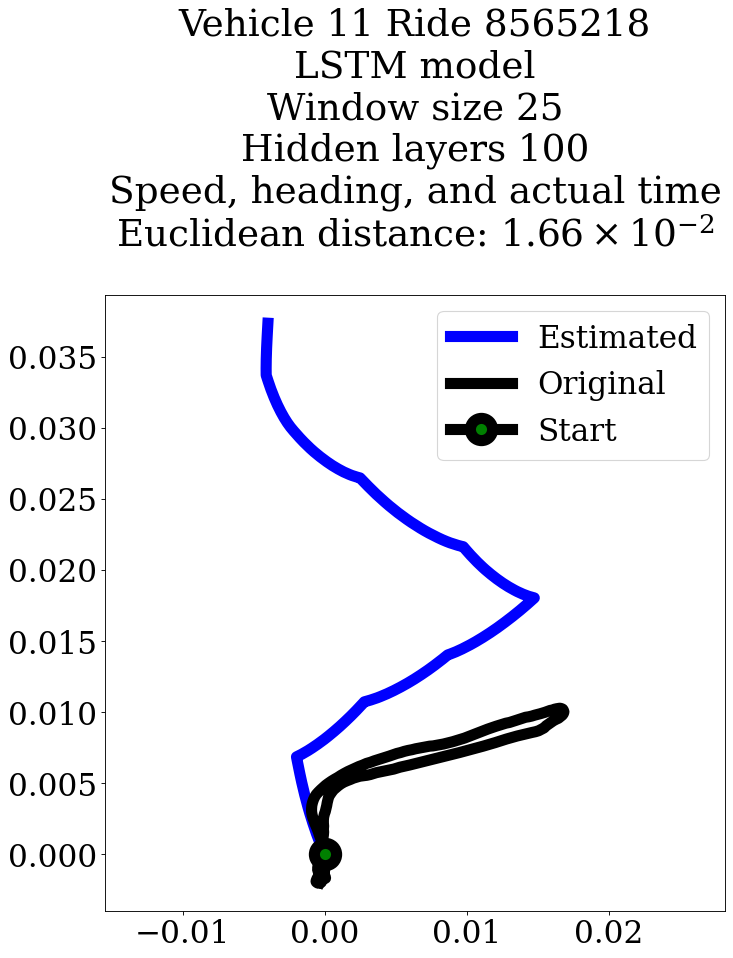 Vehicle 11 Ride 8565218
LSTM model
Window size 25
Hidden layers 100
Speed, heading, and actual time
Euclidean distance: 1.66 × 10⁻²
Estimated
Original
Start
0.035
0.030
0.025
0.020
0.015
0.010
0.005
0.000
−0.01 0.00 0.01 0.02